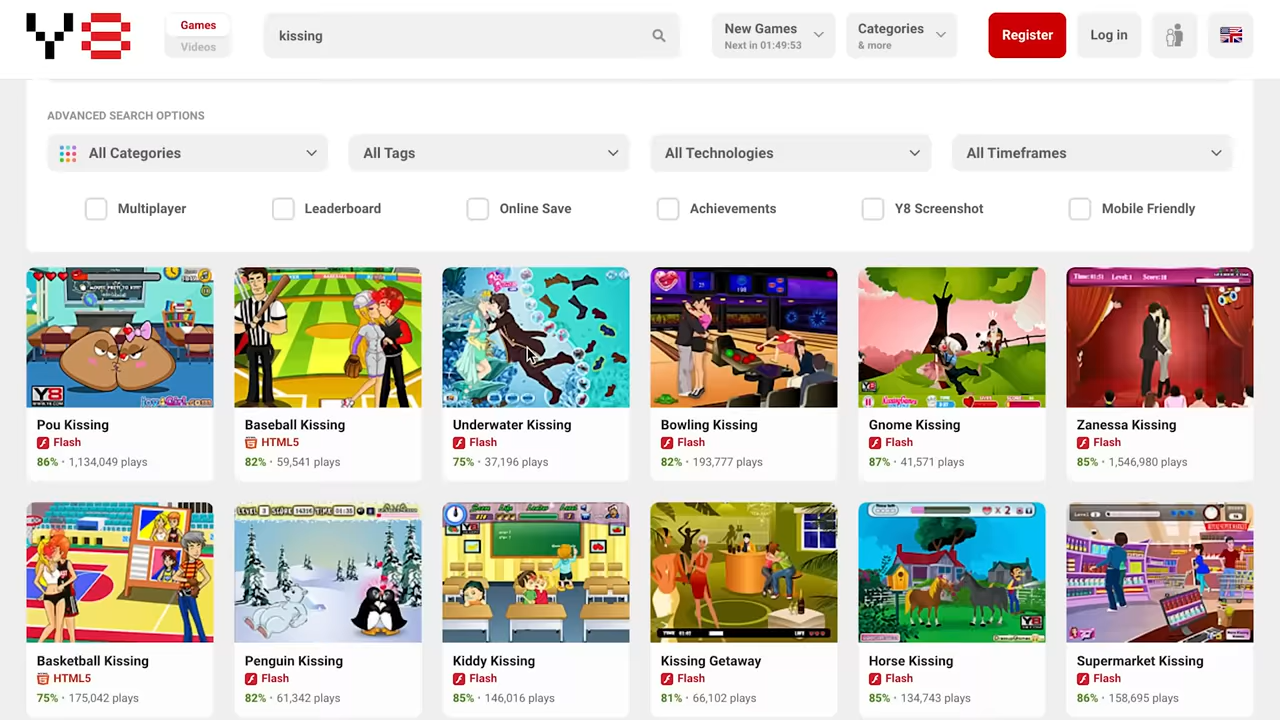 Y8
Games
Videos
kissing
New Games
Next in 01:49:53
Categories
& more
Register
Log in
ADVANCED SEARCH OPTIONS
All Categories
All Tags
All Technologies
All Timeframes
Multiplayer
Leaderboard
Online Save
Achievements
Y8 Screenshot
Mobile Friendly
Pou Kissing
Flash
86% · 1,134,049 plays
Baseball Kissing
HTML5
82% · 59,541 plays
Underwater Kissing
Flash
75% · 37,196 plays
Bowling Kissing
Flash
82% · 193,777 plays
Gnome Kissing
Flash
87% · 41,571 plays
Zanessa Kissing
Flash
85% · 1,546,980 plays
Basketball Kissing
HTML5
75% · 175,042 plays
Penguin Kissing
Flash
82% · 61,342 plays
Kiddy Kissing
Flash
85% · 146,016 plays
Kissing Getaway
Flash
81% · 66,102 plays
Horse Kissing
Flash
85% · 134,743 plays
Supermarket Kissing
Flash
86% · 158,695 plays